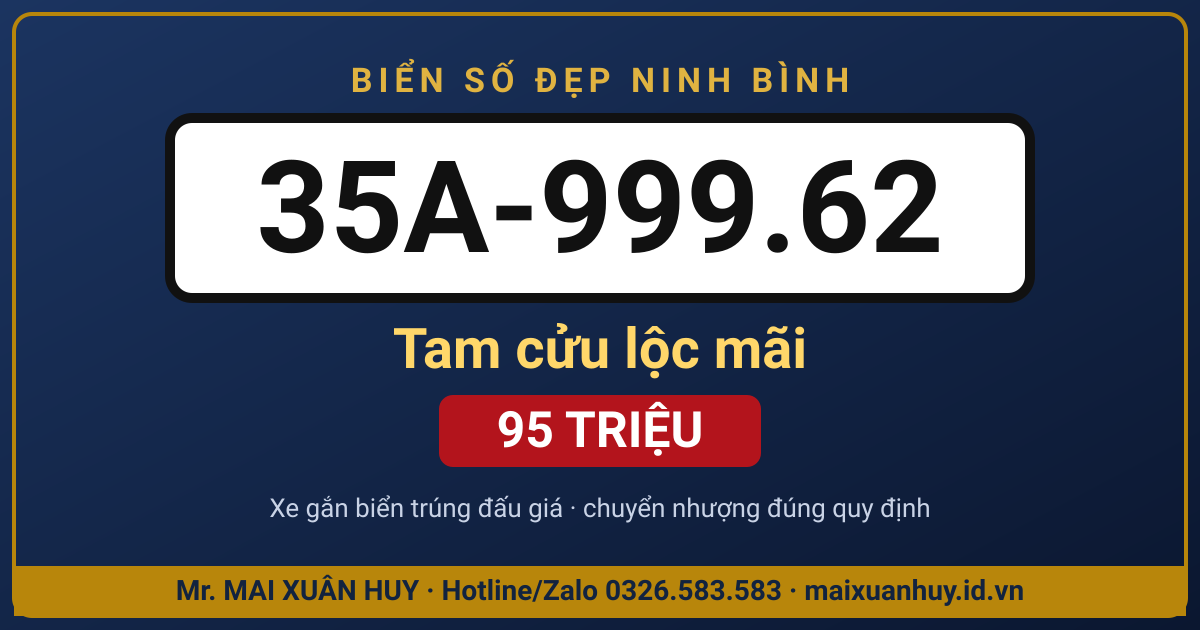 BIỂN SỐ ĐẸP NINH BÌNH
35A-999.62
Tam cửu lộc mãi
95 TRIỆU
Xe gắn biển trúng đấu giá · chuyển nhượng đúng quy định
Mr. MAI XUÂN HUY · Hotline/Zalo 0326.583.583 · maixuanhuy.id.vn